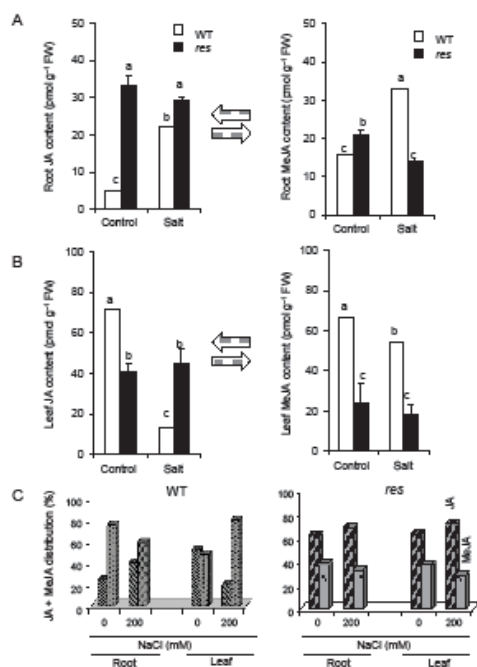 A
Root JA content (pmol g⁻¹ FW)
50
40
30
20
10
0
WT
res
c
a
b
a
Control
Salt
Root MeJA content (pmol g⁻¹ FW)
50
40
30
20
10
0
WT
res
c
b
a
c
Control
Salt
B
Leaf JA content (pmol g⁻¹ FW)
100
80
60
40
20
0
a
b
c
b
Control
Salt
Leaf MeJA content (pmol g⁻¹ FW)
100
80
60
40
20
0
a
c
b
c
Control
Salt
C
WT
JA + MeJA distribution (%)
100
80
60
40
20
0
0
200
0
200
NaCl (mM)
Root
Leaf
res
100
80
60
40
20
0
JA
MeJA
0
200
0
200
NaCl (mM)
Root
Leaf